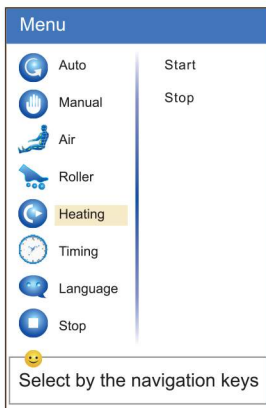 Menu
Auto
Manual
Air
Roller
Heating
Timing
Language
Stop
Start
Stop
Select by the navigation keys